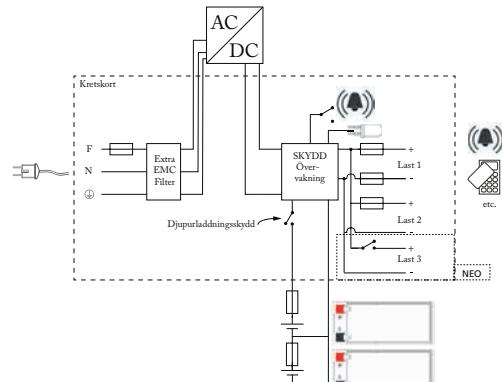 AC
DC
Kretskort
F
N
Extra
EMC
Filter
SKYDD
Över-
vakning
+
Last 1
-
+
Last 2
-
+
Last 3
-
NEO
etc.
Djupurladdningsskydd